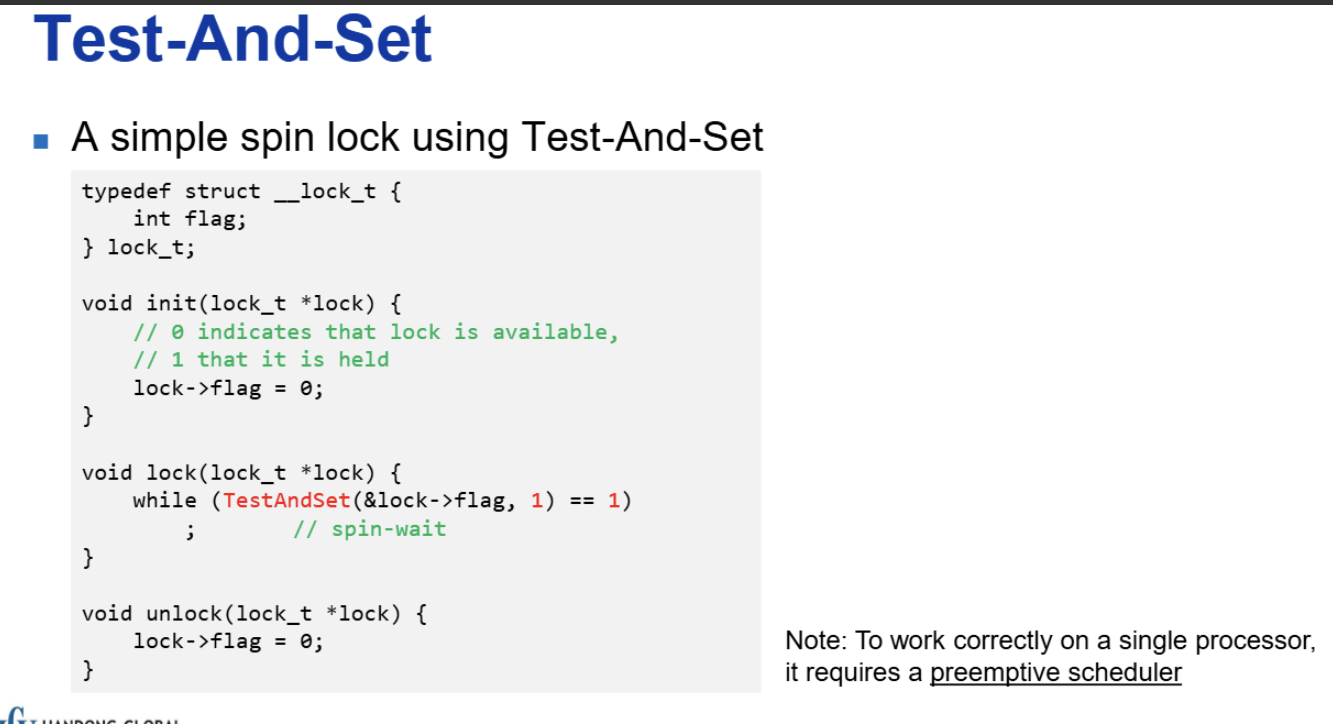 Test-And-Set
A simple spin lock using Test-And-Set
typedef struct __lock_t {
    int flag;
} lock_t;
void init(lock_t *lock) {
    // 0 indicates that lock is available,
    // 1 that it is held
    lock->flag = 0;
}
void lock(lock_t *lock) {
    while (TestAndSet(&lock->flag, 1) == 1)
        ;        // spin-wait
}
void unlock(lock_t *lock) {
    lock->flag = 0;
}
Note: To work correctly on a single processor,
it requires a preemptive scheduler
HANDONG GLOBAL